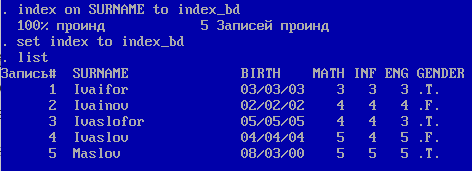 . index on SURNAME to index_bd
100% проинд 5 Записей проинд
. set index to index_bd
. list
Запись# SURNAME BIRTH MATH INF ENG GENDER
1 Ivaifor 03/03/03 3 3 3 .T.
2 Ivainov 02/02/02 4 4 4 .F.
3 Ivaslofor 05/05/05 4 4 3 .T.
4 Ivaslov 04/04/04 5 4 5 .F.
5 Maslov 08/03/00 5 5 5 .T.